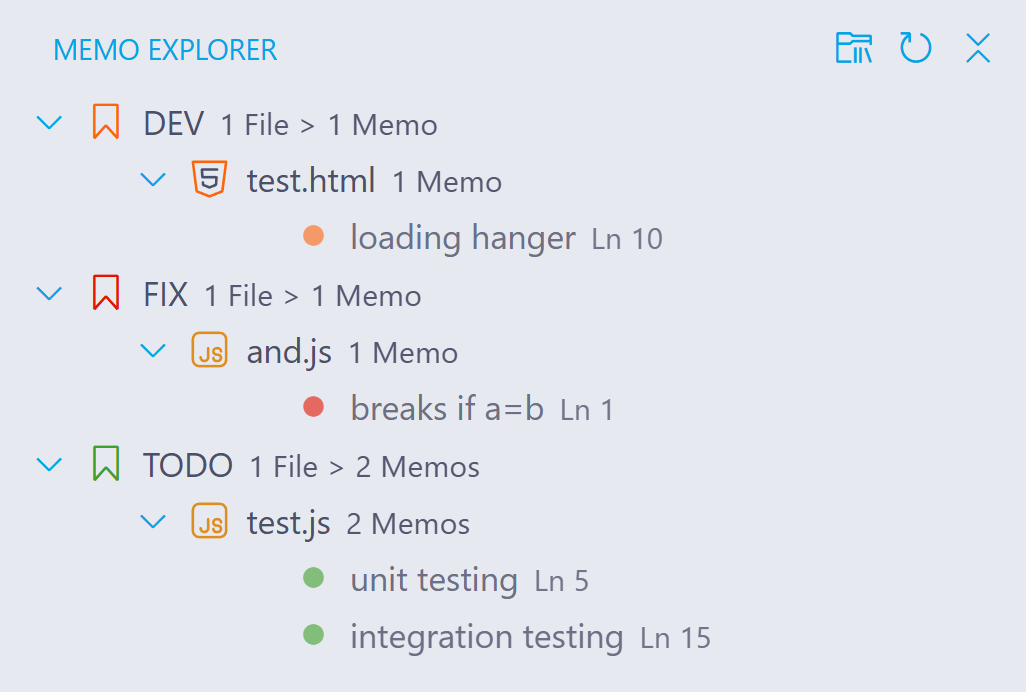 MEMO EXPLORER
DEV 1 File > 1 Memo
5 test.html 1 Memo
loading hanger Ln 10
FIX 1 File > 1 Memo
JS and.js 1 Memo
breaks if a=b Ln 1
TODO 1 File > 2 Memos
JS test.js 2 Memos
unit testing Ln 5
integration testing Ln 15